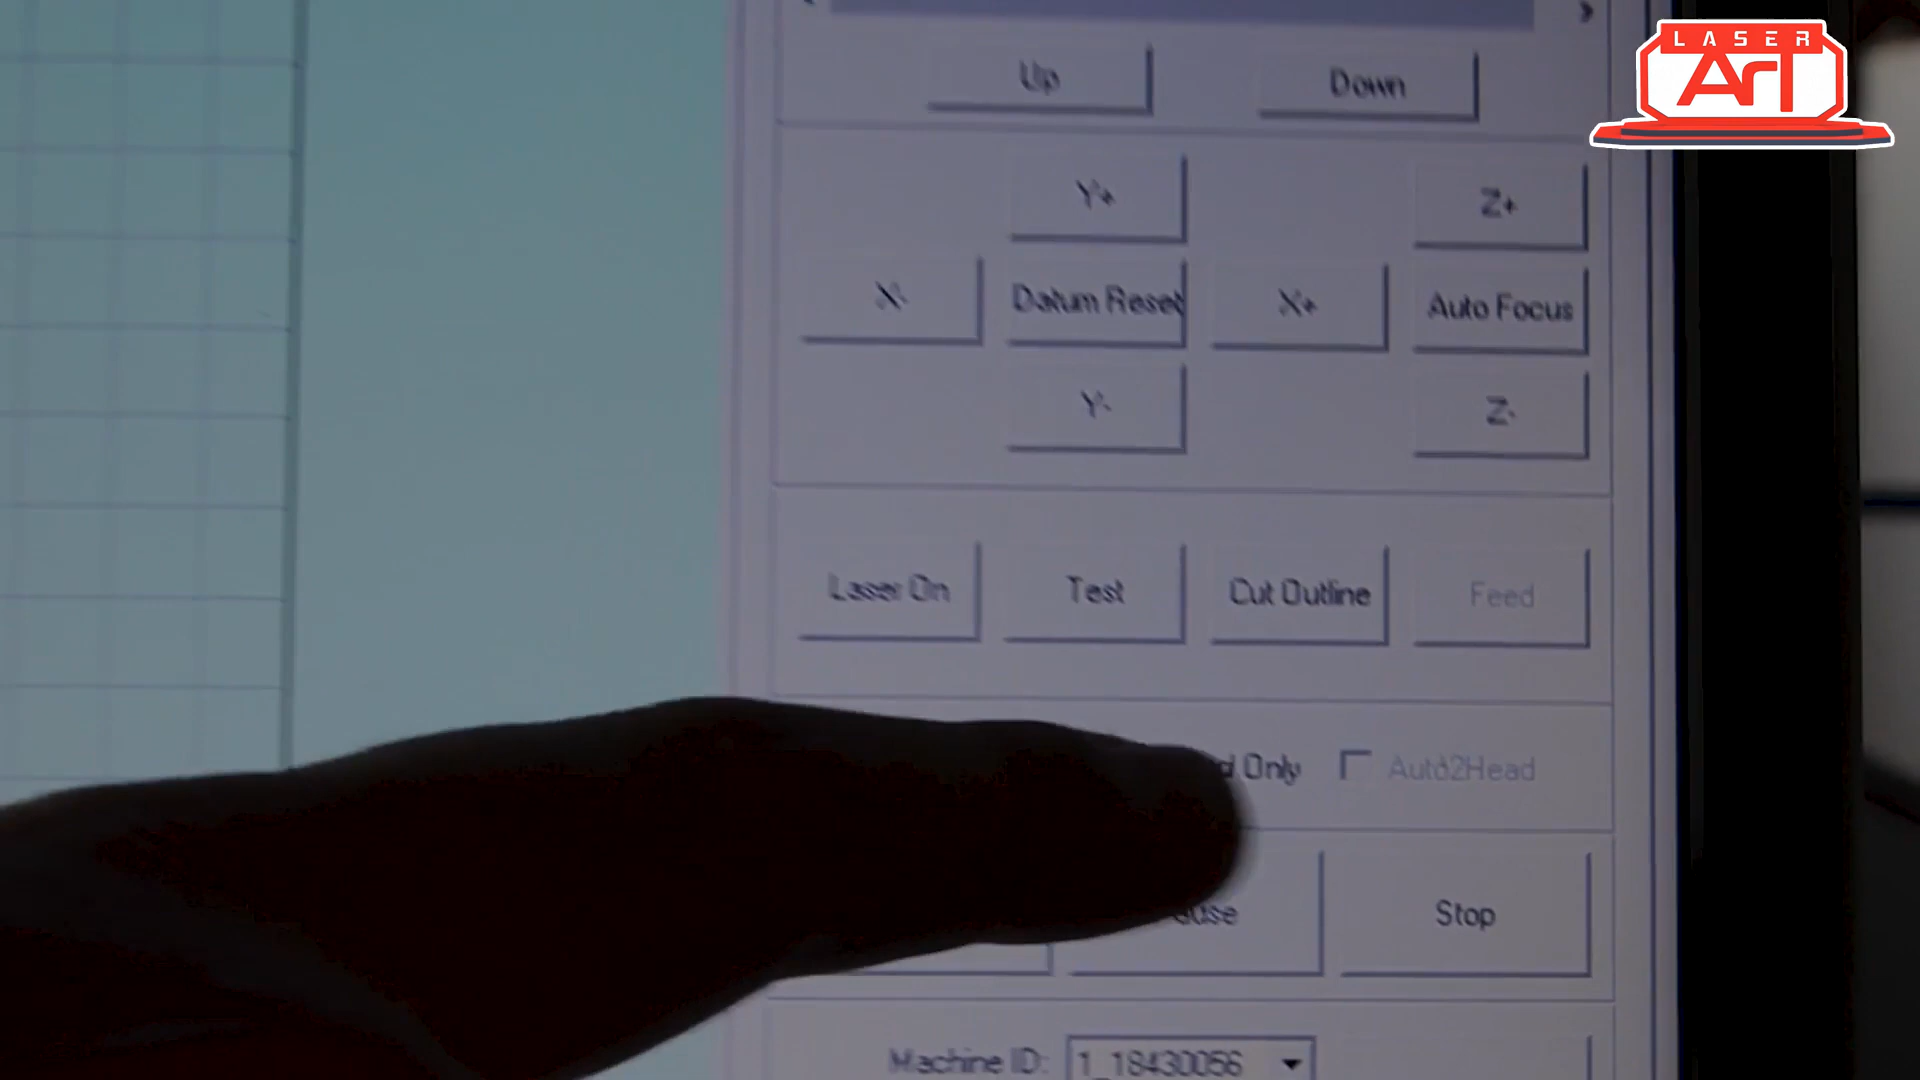 LASER
Art
Up Down
Y+ Z+
X- Datum Reset X+ Auto Focus
Y- Z-
Laser On Test Cut Outline Feed
Only Auto2Head
Stop
Machine ID: 1_18430056